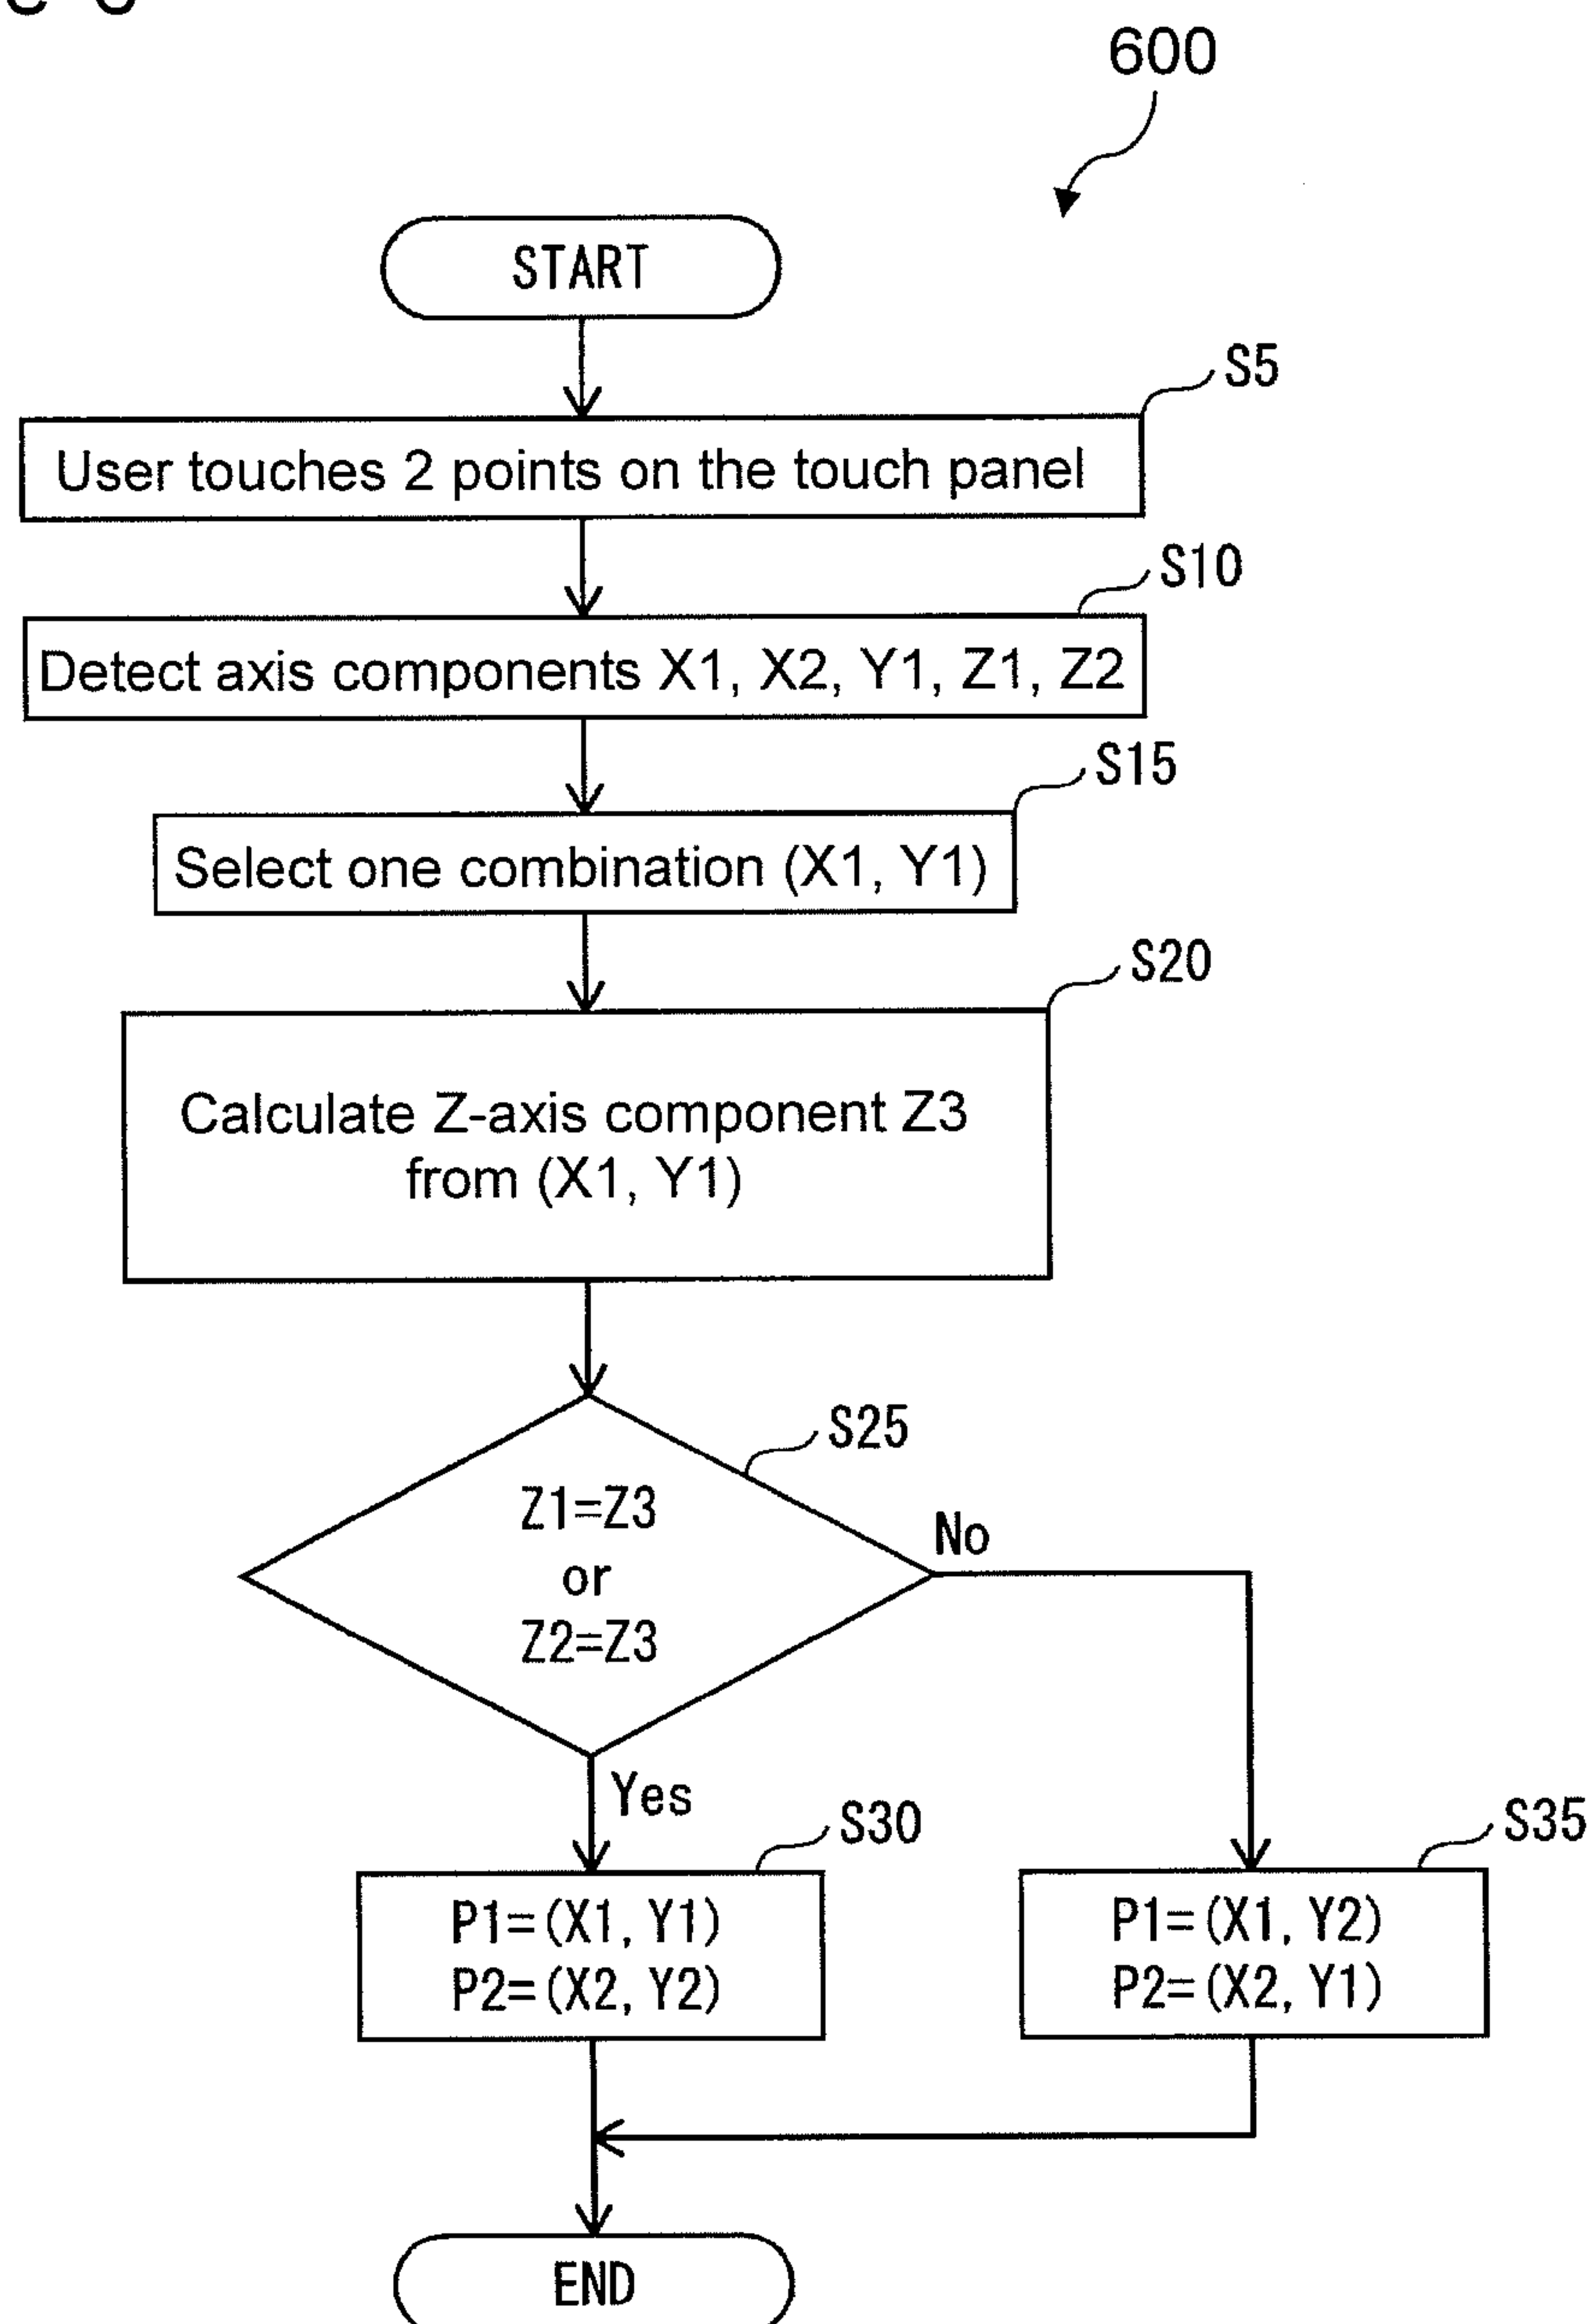 600
START
S5
User touches 2 points on the touch panel
S10
Detect axis components X1, X2, Y1, Z1, Z2
S15
Select one combination (X1, Y1)
S20
Calculate Z-axis component Z3
from (X1, Y1)
S25
Z1=Z3
or
Z2=Z3
No
Yes
S30
P1=(X1, Y1)
P2=(X2, Y2)
S35
P1=(X1, Y2)
P2=(X2, Y1)
END